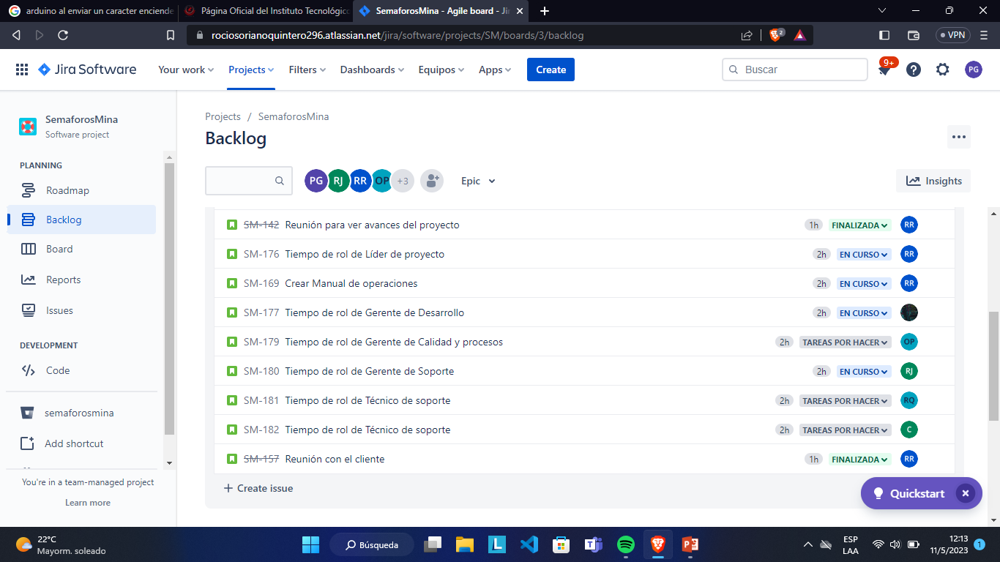 arduino al enviar un caracter enciende
Página Oficial del Instituto Tecnológico
SemaforosMina - Agile board - Jir
rociosorianoquintero296.atlassian.net/jira/software/projects/SM/boards/3/backlog
2
VPN
Jira Software
Your work
Projects
Filters
Dashboards
Equipos
Apps
Create
Buscar
9+
PG
SemaforosMina
Software project
PLANNING
Roadmap
Backlog
Board
Reports
Issues
DEVELOPMENT
Code
semaforosmina
Add shortcut
You're in a team-managed project
Learn more
Projects / SemaforosMina
Backlog
PG RJ RR OP +3
Epic
Insights
SM-142 Reunión para ver avances del proyecto 1h FINALIZADA RR
SM-176 Tiempo de rol de Líder de proyecto 2h EN CURSO RR
SM-169 Crear Manual de operaciones 2h EN CURSO RR
SM-177 Tiempo de rol de Gerente de Desarrollo 2h EN CURSO
SM-179 Tiempo de rol de Gerente de Calidad y procesos 2h TAREAS POR HACER OP
SM-180 Tiempo de rol de Gerente de Soporte 2h EN CURSO RJ
SM-181 Tiempo de rol de Técnico de soporte 2h TAREAS POR HACER RQ
SM-182 Tiempo de rol de Técnico de soporte 2h TAREAS POR HACER C
SM-157 Reunión con el cliente 1h FINALIZADA RR
+ Create issue
Quickstart
22°C
Mayorm. soleado
Búsqueda
ESP
LAA
12:13
11/5/2023
1